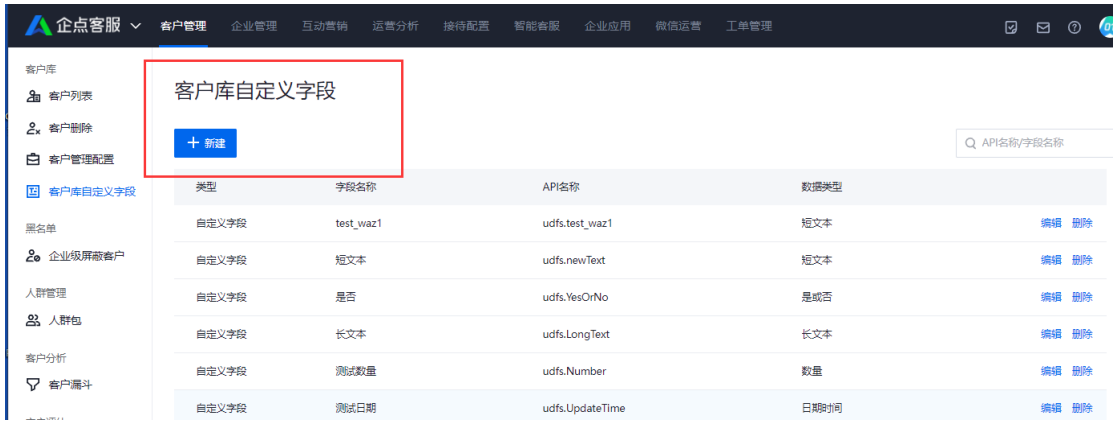 企点客服 客户管理 企业管理 互动营销 运营分析 接待配置 智能客服 企业应用 微信运营 工单管理
客户库
客户列表
客户删除
客户管理配置
客户库自定义字段
黑名单
企业级屏蔽客户
人群管理
人群包
客户分析
客户漏斗
客户库自定义字段
新建
API名称/字段名称
类型 字段名称 API名称 数据类型
自定义字段 test_waz1 udfs.test_waz1 短文本 编辑 删除
自定义字段 短文本 udfs.newText 短文本 编辑 删除
自定义字段 是否 udfs.YesOrNo 是或否 编辑 删除
自定义字段 长文本 udfs.LongText 长文本 编辑 删除
自定义字段 测试数量 udfs.Number 数量 编辑 删除
自定义字段 测试日期 udfs.UpdateTime 日期时间 编辑 删除